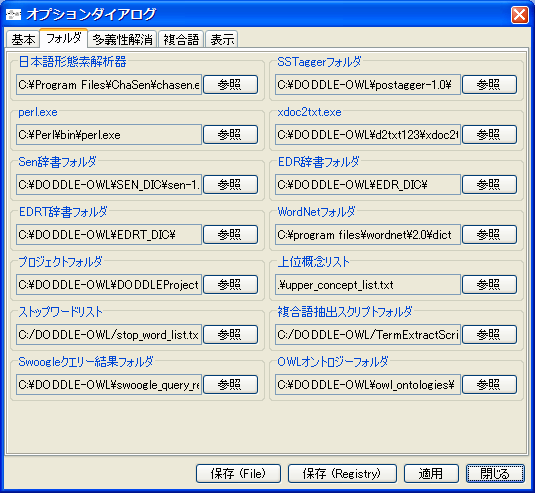 オプションダイアログ
基本 フォルダ 多義性解消 複合語 表示
日本語形態素解析器 SSTaggerフォルダ
C:¥Program Files¥ChaSen¥chasen.e 参照 C:¥DODDLE-OWL¥postagger-1.0¥ 参照
perl.exe xdoc2txt.exe
C:¥Perl¥bin¥perl.exe 参照 C:¥DODDLE-OWL¥d2txt123¥xdoc2t 参照
Sen辞書フォルダ EDR辞書フォルダ
C:¥DODDLE-OWL¥SEN_DIC¥sen-1. 参照 C:¥DODDLE-OWL¥EDR_DIC¥ 参照
EDRT辞書フォルダ WordNetフォルダ
C:¥DODDLE-OWL¥EDRT_DIC¥ 参照 C:¥program files¥wordnet¥2.0¥dict 参照
プロジェクトフォルダ 上位概念リスト
C:¥DODDLE-OWL¥DODDLEProject 参照 .¥upper_concept_list.txt 参照
ストップワードリスト 複合語抽出スクリプトフォルダ
C:/DODDLE-OWL/stop_word_list.tx 参照 C:/DODDLE-OWL/TermExtractScri 参照
Swoogleクエリー結果フォルダ OWLオントロジーフォルダ
C:¥DODDLE-OWL¥swoogle_query_re 参照 C:¥DODDLE-OWL¥owl_ontologies¥ 参照
保存 (File) 保存 (Registry) 適用 閉じる